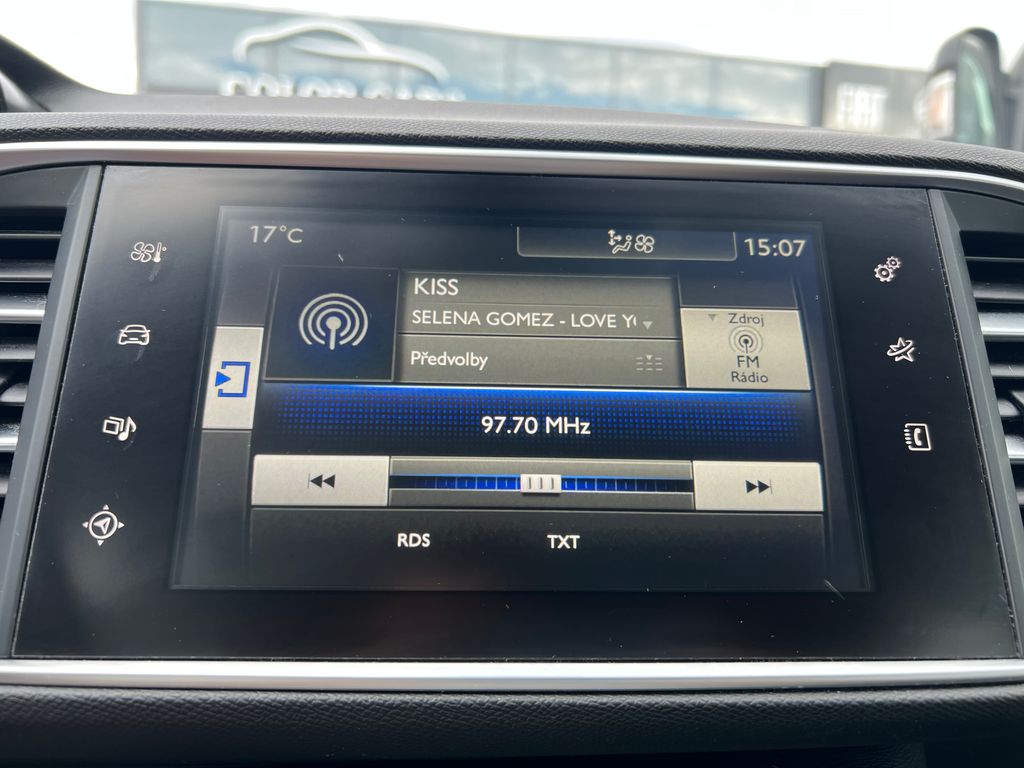 17°C
15:07
KISS
SELENA GOMEZ - LOVE
Předvolby
Zdroj
FM
Rádio
97.70 MHz
RDS
TXT